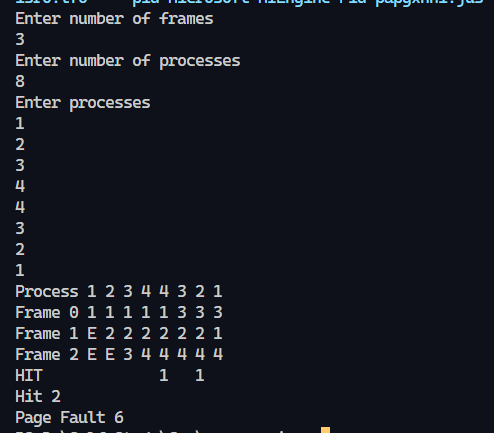 Enter number of frames
3
Enter number of processes
8
Enter processes
1
2
3
4
4
3
2
1
Process 1 2 3 4 4 3 2 1
Frame 0 1 1 1 1 1 3 3 3
Frame 1 E 2 2 2 2 2 2 1
Frame 2 E E 3 4 4 4 4 4
HIT 1 1
Hit 2
Page Fault 6